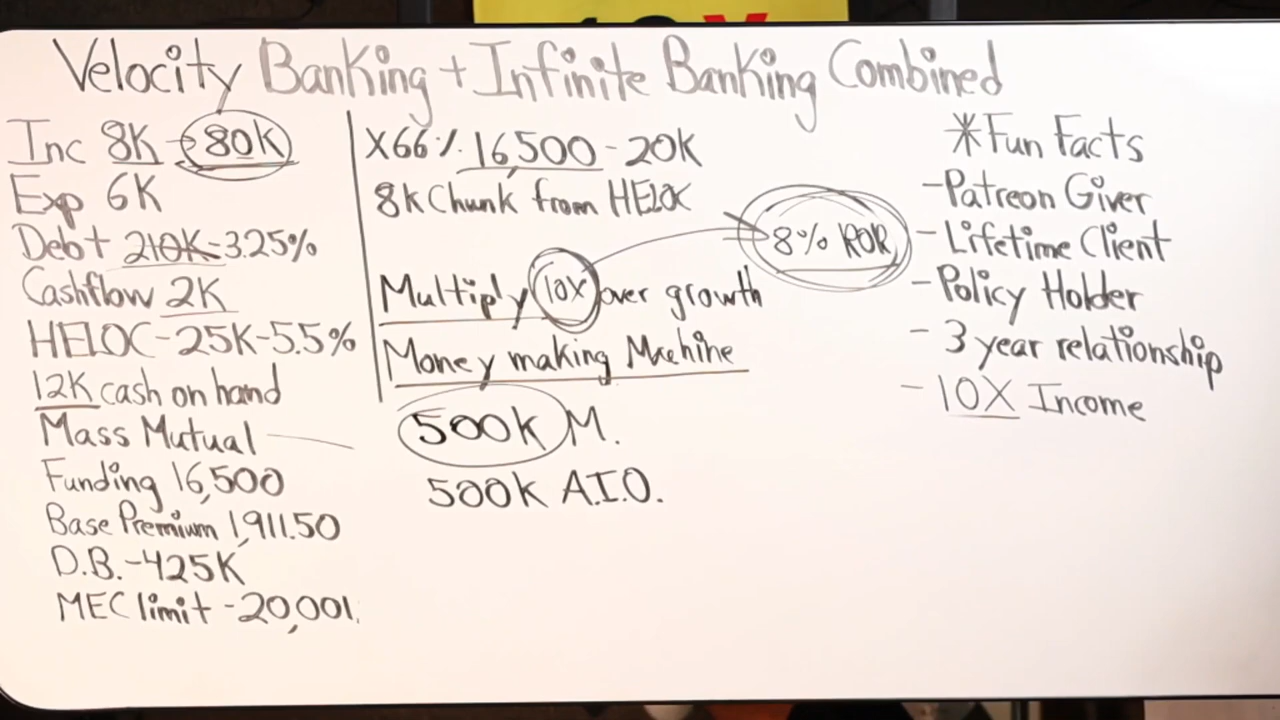 Velocity Banking + Infinite Banking Combined
Inc 8K → 80K
Exp 6K
Debt 210K - 3.25%
Cashflow 2K
HELOC - 25K - 5.5%
12K cash on hand
Mass Mutual
Funding 16,500
Base Premium 1,911.50
D.B. - 425K
MEC limit - 20,001.
X66% 16,500 - 20K
8K Chunk from HELOC
8% ROR
Multiply 10X over growth
Money making Machine
500K M.
500K A.I.O.
*Fun Facts
- Patreon Giver
- Lifetime Client
- Policy Holder
- 3 year relationship
- 10X Income